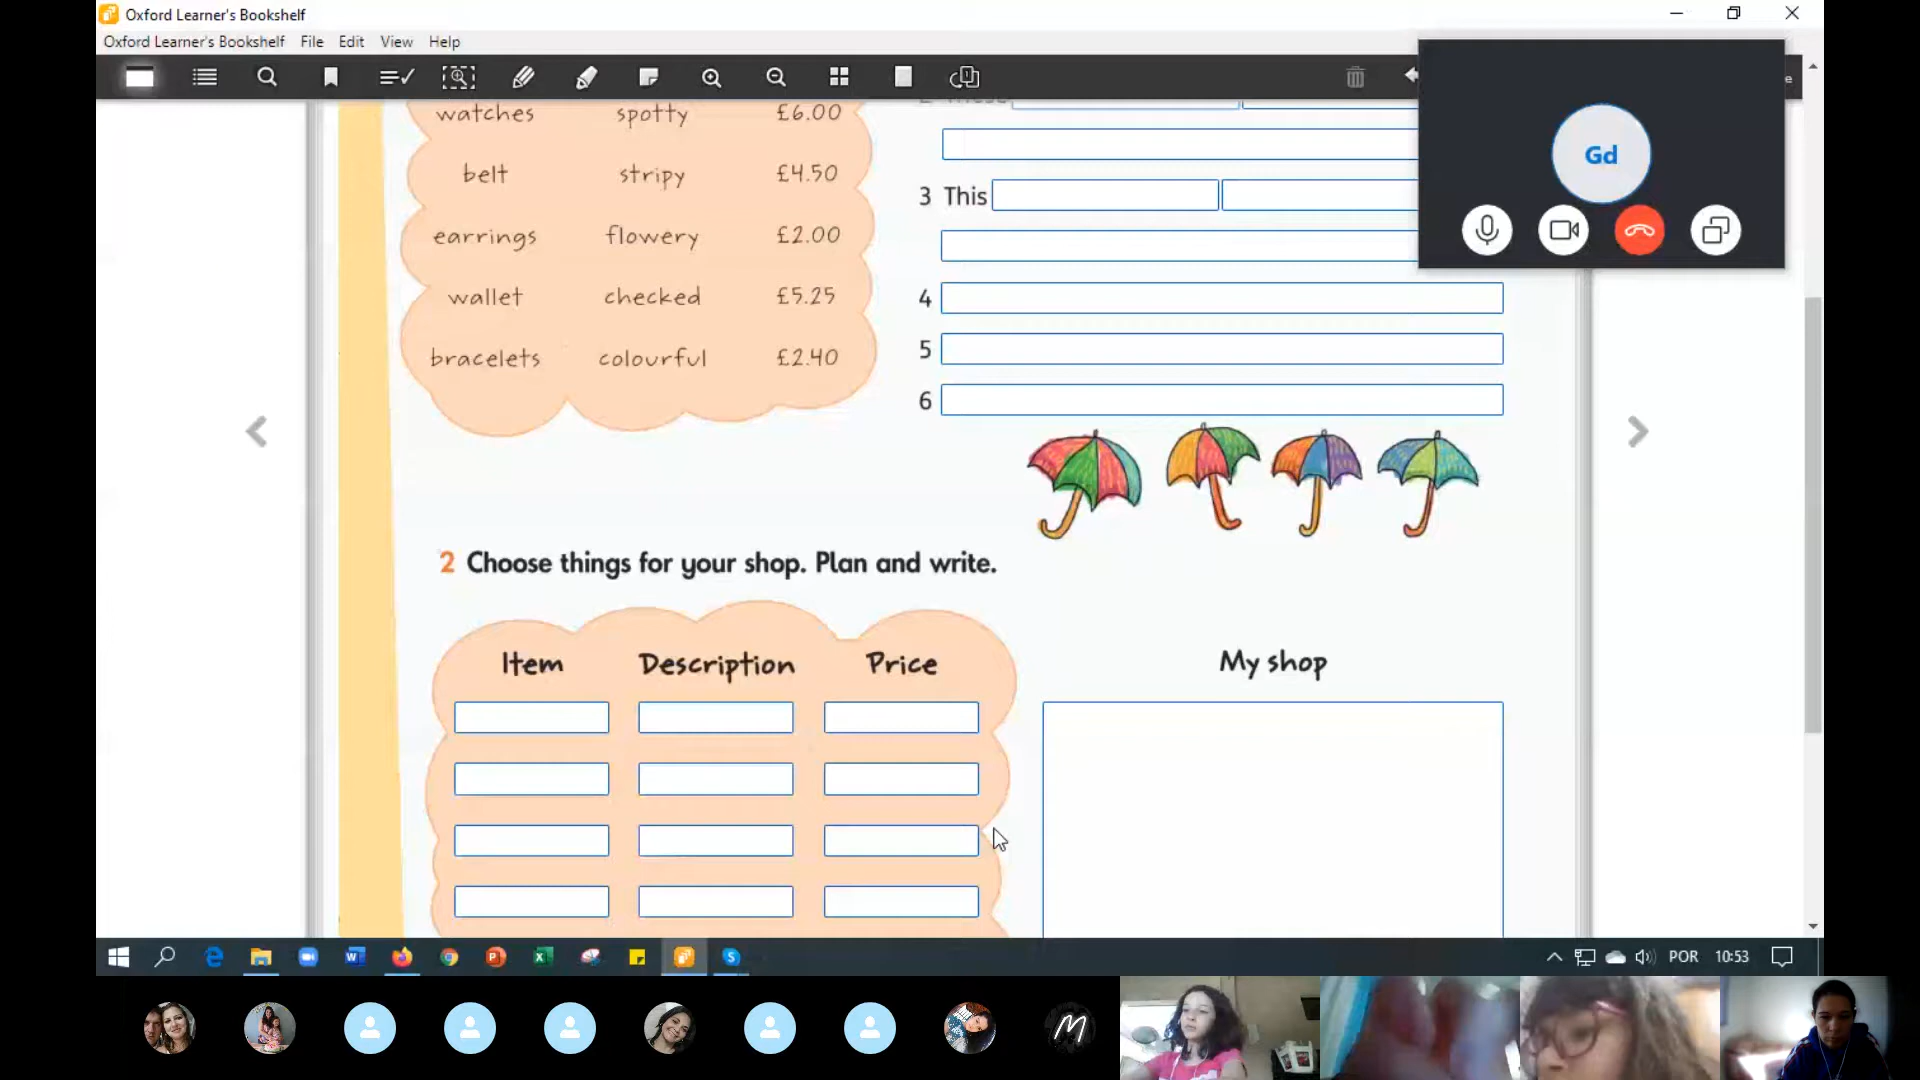 Oxford Learner's Bookshelf
Oxford Learner's Bookshelf File Edit View Help
watches spotty £6.00
belt stripy £4.50
earrings flowery £2.00
wallet checked £5.25
bracelets colourful £2.40
3 This
4
5
6
Gd
2 Choose things for your shop. Plan and write.
Item Description Price
My shop
POR 10:53
M